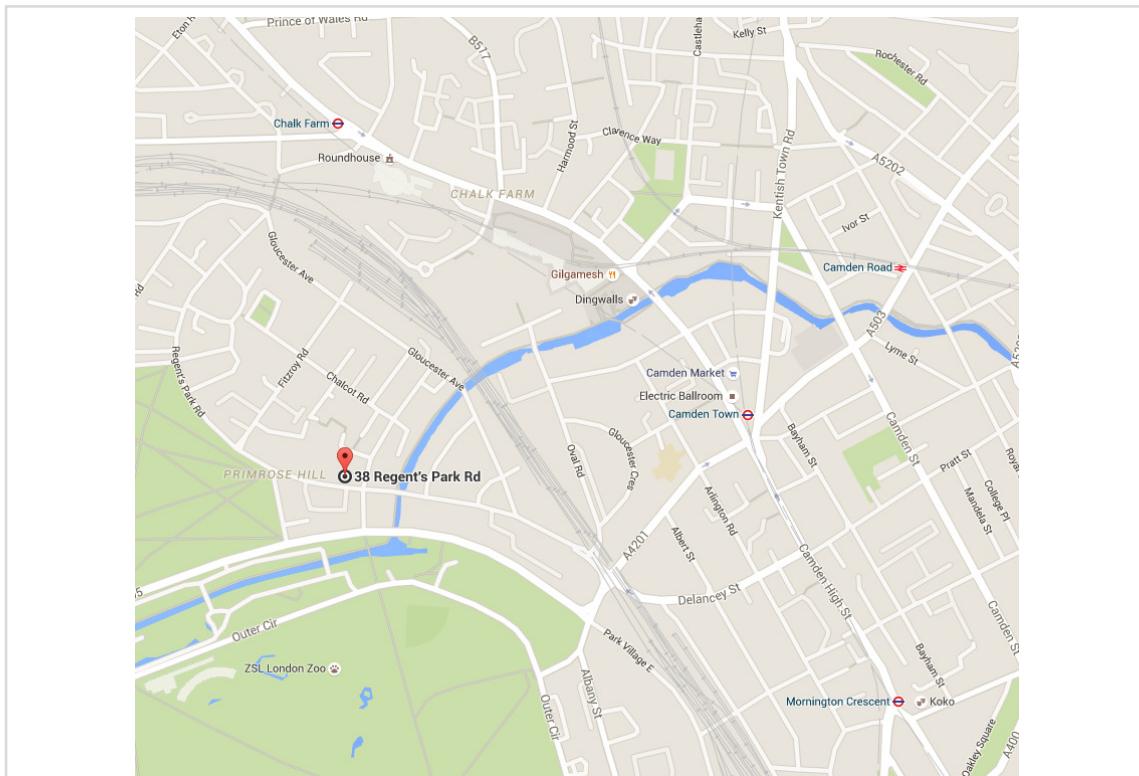 Prince of Wales Rd
Kelly St
Eton R
B517
Castleha
Rochester Rd
Chalk Farm
Harmood St
Clarence Way
Roundhouse
Kentish Town Rd
A5202
CHALK FARM
Ivor St
Gloucester Ave
Gilgamesh
Camden Road
Rd
Dingwalls
A503
Lyme St
Regent's Park Rd
Fitzroy Rd
Gloucester Ave
Chalcot Rd
Camden Market
Electric Ballroom
Camden Town
Bayham St
Camden St
Gloucester Cres
Oval Rd
PRIMROSE HILL
38 Regent's Park Rd
Pratt St
Royal
College Pl
Mandela St
Arlington Rd
Albert St
A4201
Camden High St
Delancey St
Outer Cir
Camden St
Park Village E
Bayham St
ZSL London Zoo
Albany St
Outer Cir
Mornington Crescent
Koko
Oakley Square
A400